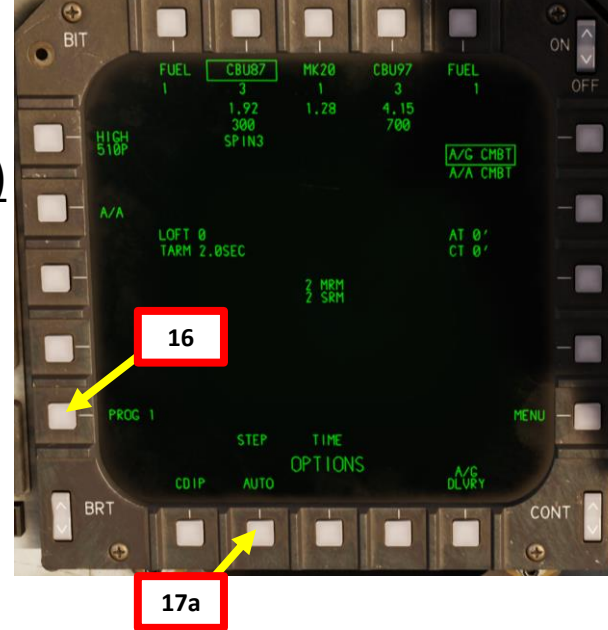 BIT
ON
OFF
FUEL CBU87 MK20 CBU97 FUEL
1 3 1 3 1
1.92 1.28 4.15
300 700
SPIN3
HIGH
510P
A/G CMBT
A/A CMBT
)
A/A
LOFT 0 AT 0'
TARM 2.0SEC CT 0'
2 MRM
2 SRM
16
PROG 1 MENU
STEP TIME
OPTIONS
CDIP AUTO A/G
DLVRY
BRT CONT
17a